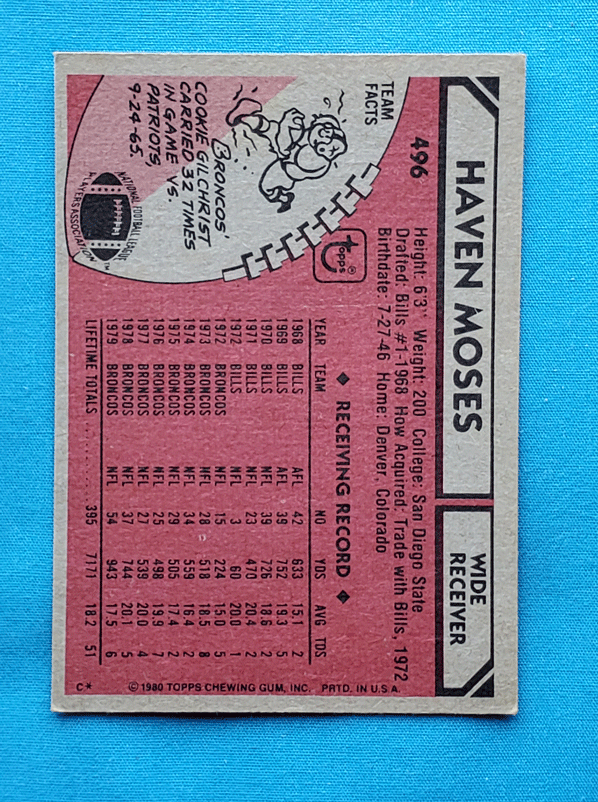 HAVEN MOSES
WIDE
RECEIVER
496
Height: 6'3" Weight: 200 College: San Diego State
Drafted: Bills #1-1968 How Acquired: Trade with Bills, 1972
Birthdate: 7-27-46 Home: Denver, Colorado
TEAM
FACTS
BRONCOS'
COOKIE GILCHRIST
CARRIED 32 TIMES
IN GAME VS.
PATRIOTS,
9-24-65.
NATIONAL FOOTBALL LEAGUE
PLAYERS ASSOCIATION™
topps®
◆ RECEIVING RECORD ◆
YEAR TEAM NO YDS AVG TDS
1968 BILLS AFL 42 633 15.1 2
1969 BILLS AFL 39 752 19.3 5
1970 BILLS NFL 39 726 18.6 2
1971 BILLS NFL 23 470 20.4 2
1972 BILLS NFL 3 60 20.0 1
1972 BRONCOS NFL 15 224 15.0 5
1973 BRONCOS NFL 28 518 18.5 8
1974 BRONCOS NFL 34 559 16.4 2
1975 BRONCOS NFL 29 505 17.4 2
1976 BRONCOS NFL 25 498 19.9 7
1977 BRONCOS NFL 27 539 20.0 4
1978 BRONCOS NFL 37 744 20.1 5
1979 BRONCOS NFL 54 943 17.5 6
LIFETIME TOTALS .......... 395 7171 18.2 51
C* © 1980 TOPPS CHEWING GUM, INC. PRTD. IN U.S.A.